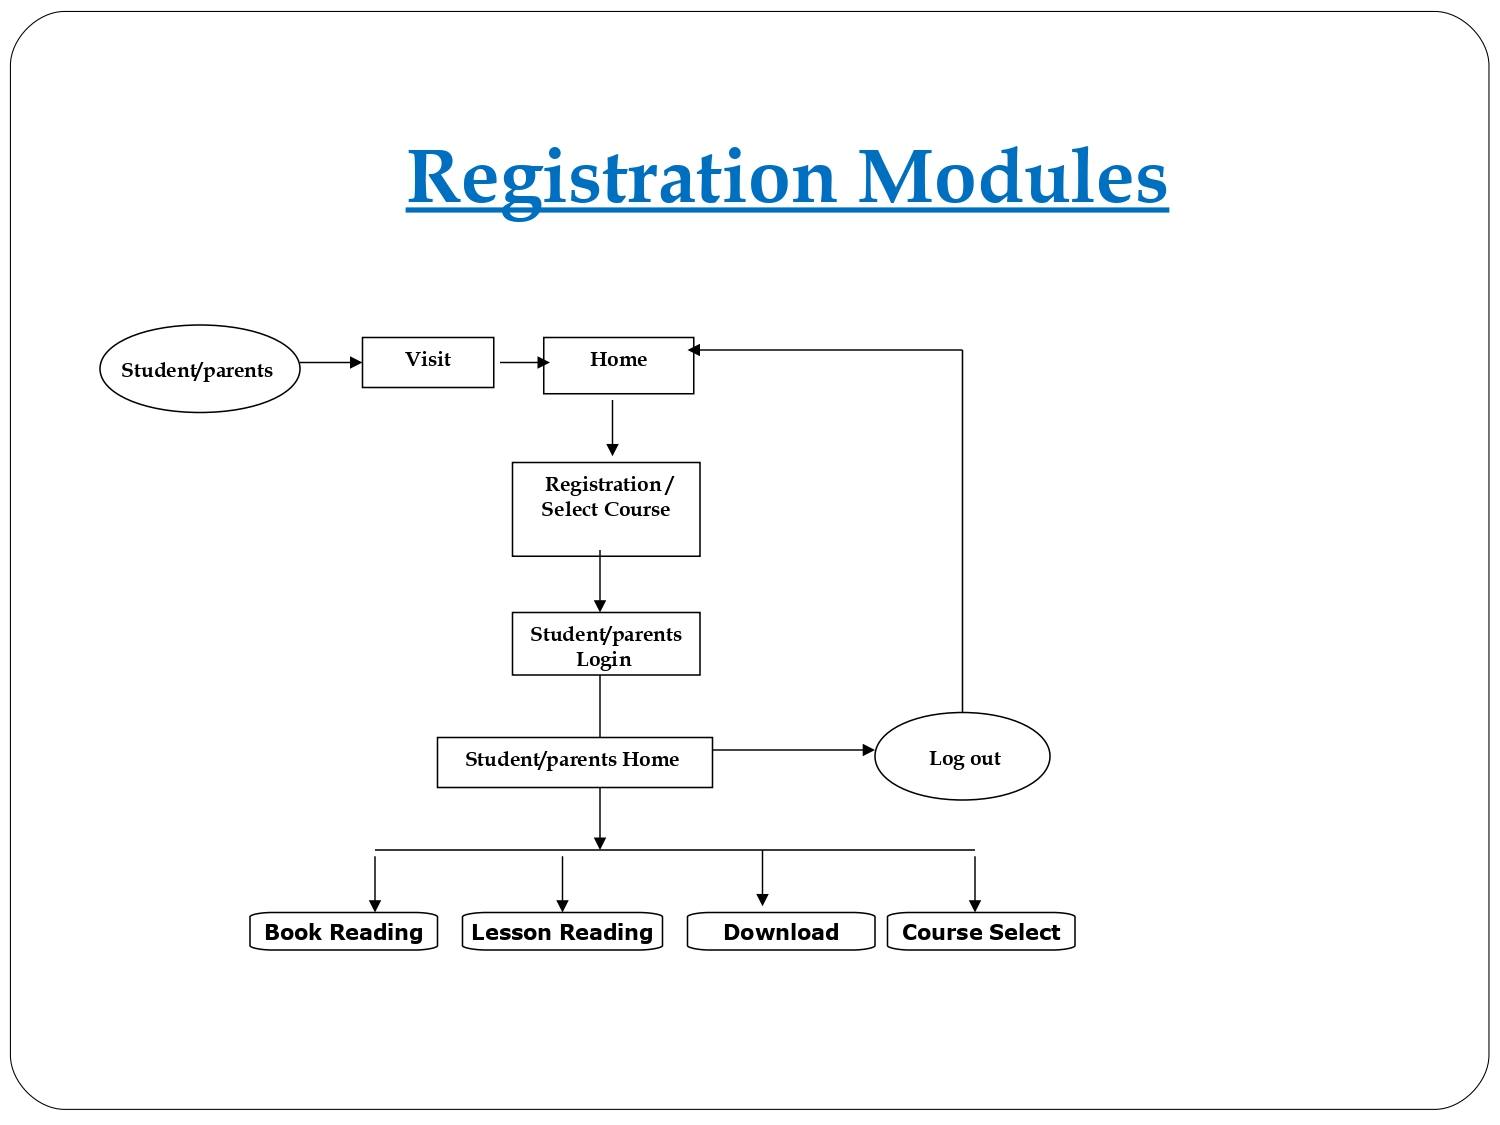 Registration Modules
Student/parents
Visit
Home
Registration/
Select Course
Student/parents
Login
Student/parents Home
Log out
Book Reading
Lesson Reading
Download
Course Select